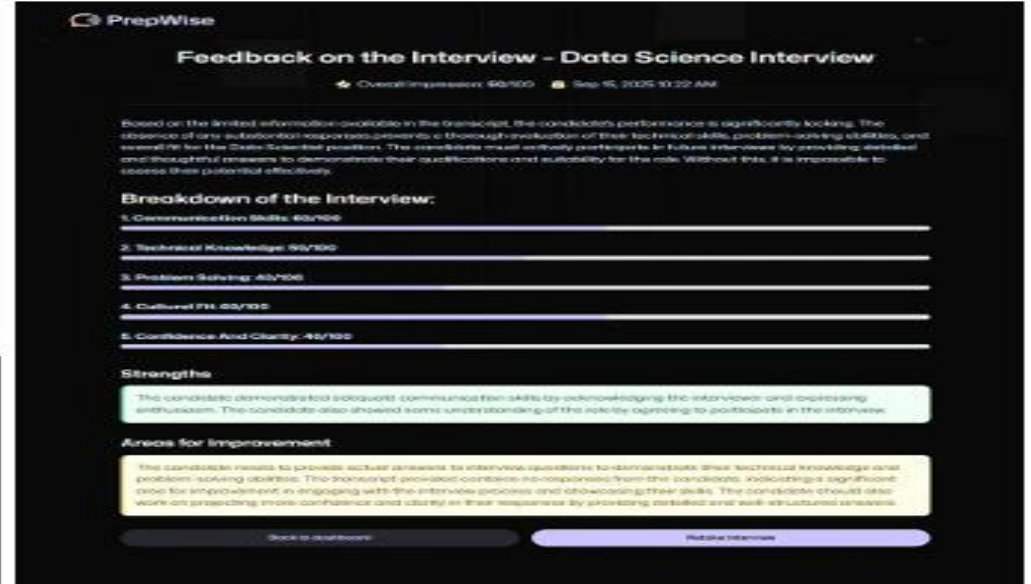 PrepWise
Feedback on the Interview - Data Science Interview
Overall Impression: /100 Sep 15, 2025 10:22 AM
Based on the limited information available in the transcript, the candidate's performance is significantly lacking. The
absence of any substantial responses prevents a thorough evaluation of their technical skills, problem-solving abilities, and
overall fit for the Data Scientist position. The candidate must actively participate in future interviews by providing detailed
and thoughtful answers to demonstrate their qualifications and suitability for the role. Without this, it is impossible to
assess their potential effectively.
Breakdown of the Interview:
1. Communication Skills: 60/100
2. Technical Knowledge: 50/100
3. Problem Solving: 40/100
4. Cultural Fit: 60/100
5. Confidence And Clarity: 40/100
Strengths
The candidate demonstrated adequate communication skills by acknowledging the interviewer and expressing
enthusiasm. The candidate also showed some understanding of the role by agreeing to participate in the interview.
Areas for Improvement
The candidate needs to provide actual answers to interview questions to demonstrate their technical knowledge and
problem-solving abilities. The transcript provided contains no responses from the candidate, indicating a significant
area for improvement in engaging with the interview process and showcasing their skills. The candidate should also
work on projecting more confidence and clarity in their responses by providing detailed and well-structured answers.
Back to dashboard
Retake Interview